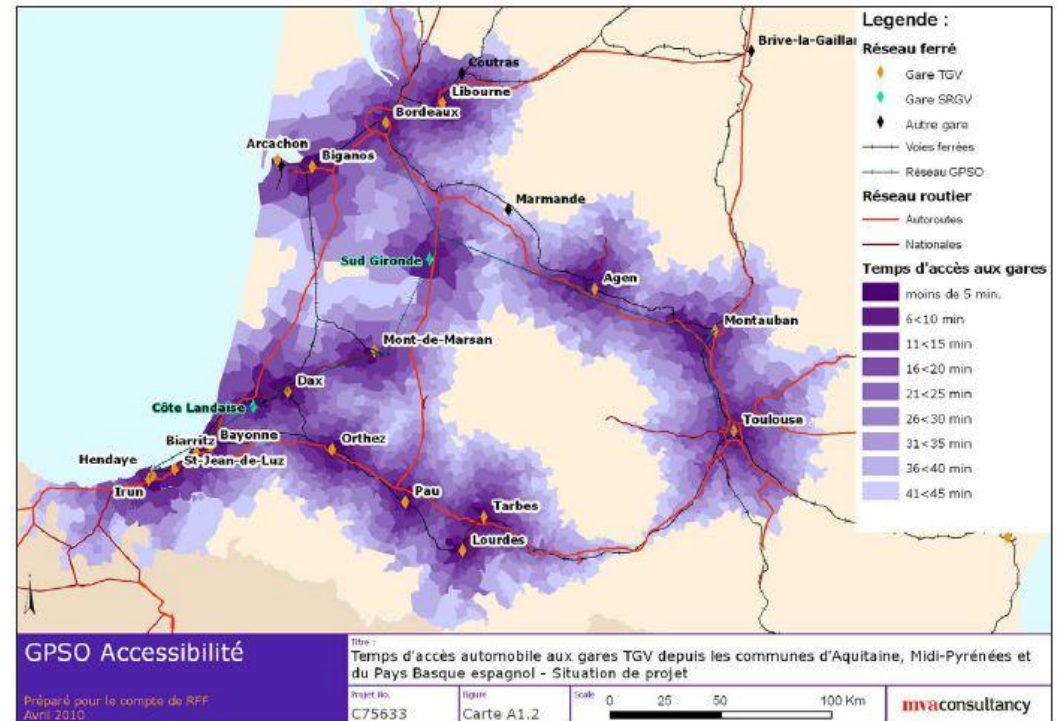 Legende :
Réseau ferré
Gare TGV
Gare SRGV
Autre gare
Voies ferrées
Réseau GPSO
Réseau routier
Autoroutes
Nationales
Temps d'accès aux gares
moins de 5 min.
6<10 min
11<15 min
16<20 min
21<25 min
26<30 min
31<35 min
36<40 min
41<45 min
Brive-la-Gaillar
Coutras
Libourne
Bordeaux
Arcachon
Biganos
Marmande
Sud Gironde
Agen
Montauban
Mont-de-Marsan
Dax
Côte Landaise
Toulouse
Biarritz
Bayonne
Orthez
Hendaye
St-Jean-de-Luz
Irun
Pau
Tarbes
Lourdes
GPSO Accessibilité
Préparé pour le compte de RFF
Avril 2010
Titre :
Temps d'accès automobile aux gares TGV depuis les communes d'Aquitaine, Midi-Pyrénées et
du Pays Basque espagnol - Situation de projet
Projet No.
C75633
Figure
Carte A1.2
Scale
0 25 50 100 Km
mvaconsultancy